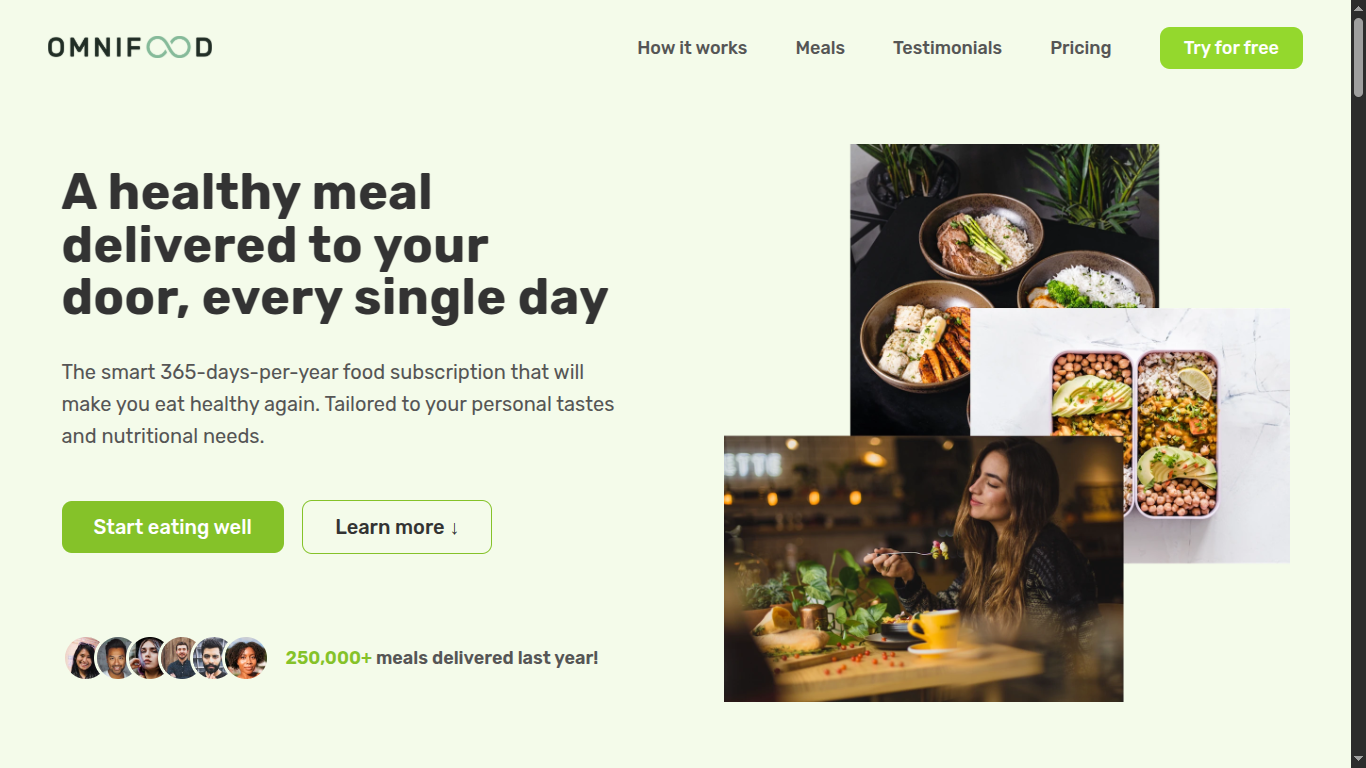 OMNIFOOD
How it works
Meals
Testimonials
Pricing
Try for free
A healthy meal
delivered to your
door, every single day
The smart 365-days-per-year food subscription that will
make you eat healthy again. Tailored to your personal tastes
and nutritional needs.
Start eating well
Learn more ↓
250,000+ meals delivered last year!